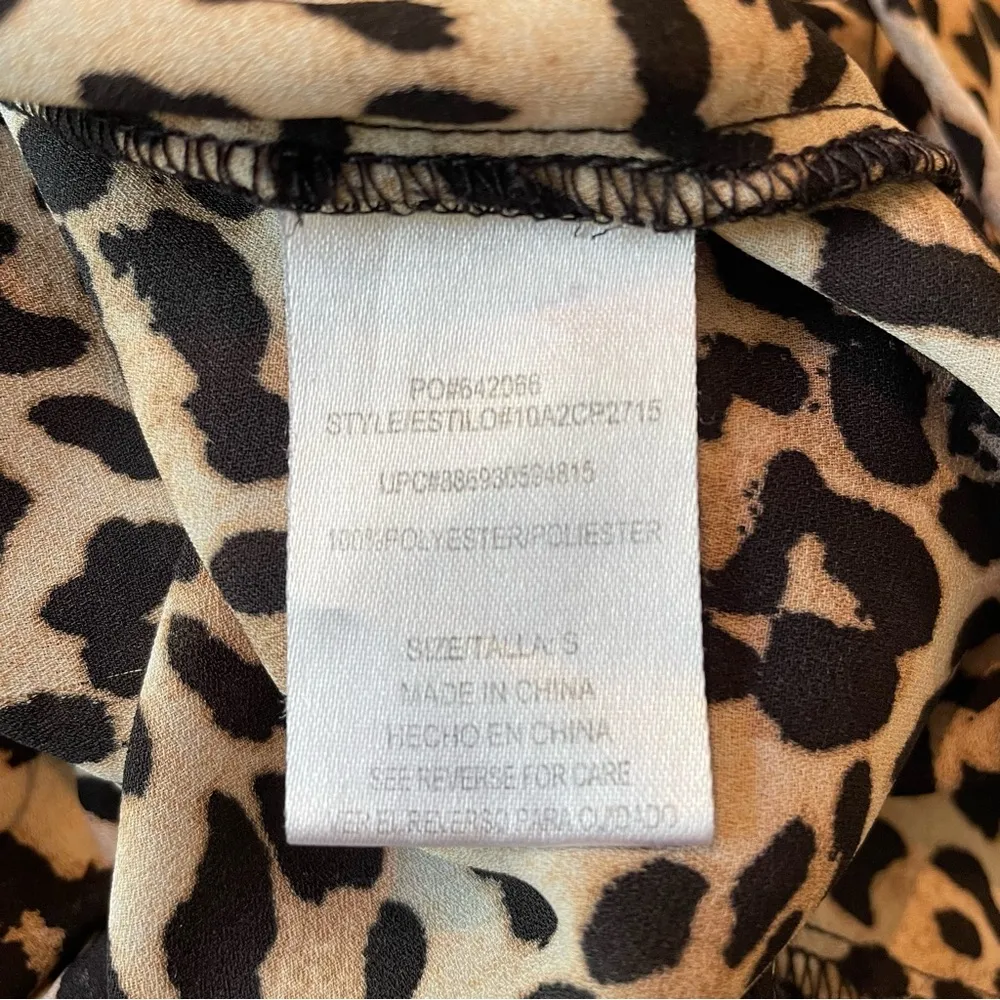 PO#642066
STYLE/ESTILO#10A2CP2715
UPC#886930594815
100%POLYESTER/POLIESTER
SIZE/TALLA: S
MADE IN CHINA
HECHO EN CHINA
SEE REVERSE FOR CARE
VER EL REVERSO PARA CUIDADO